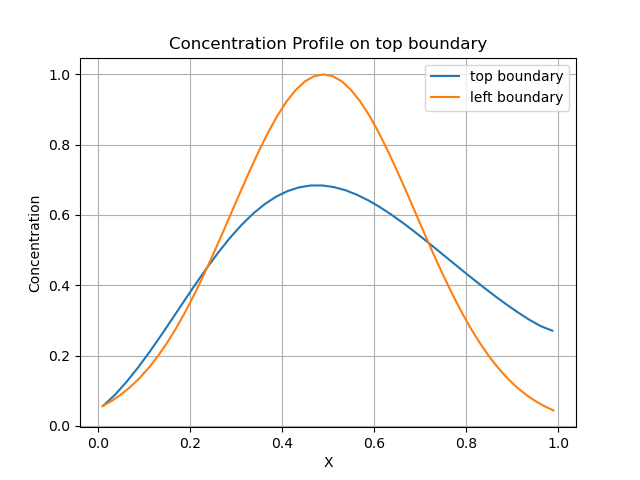 Concentration Profile on top boundary
top boundary
left boundary
Concentration
1.0
0.8
0.6
0.4
0.2
0.0
0.0 0.2 0.4 0.6 0.8 1.0
X